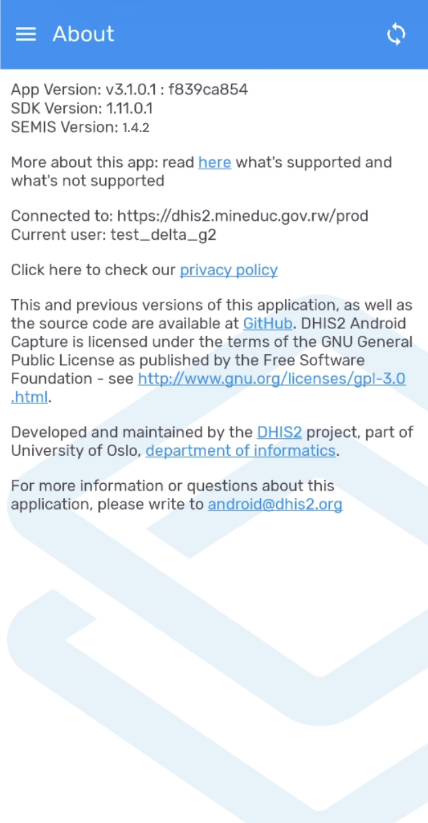 About
App Version: v3.1.0.1 : f839ca854
SDK Version: 1.11.0.1
SEMIS Version: 1.4.2
More about this app: read here what's supported and
what's not supported
Connected to: https://dhis2.mineduc.gov.rw/prod
Current user: test_delta_g2
Click here to check our privacy policy
This and previous versions of this application, as well as
the source code are available at GitHub. DHIS2 Android
Capture is licensed under the terms of the GNU General
Public License as published by the Free Software
Foundation - see http://www.gnu.org/licenses/gpl-3.0
.html.
Developed and maintained by the DHIS2 project, part of
University of Oslo, department of informatics.
For more information or questions about this
application, please write to android@dhis2.org